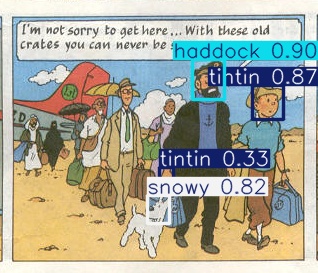 I'm not sorry to get here... With these old
crates you can never be
haddock 0.90
tintin 0.87
tintin 0.33
snowy 0.82